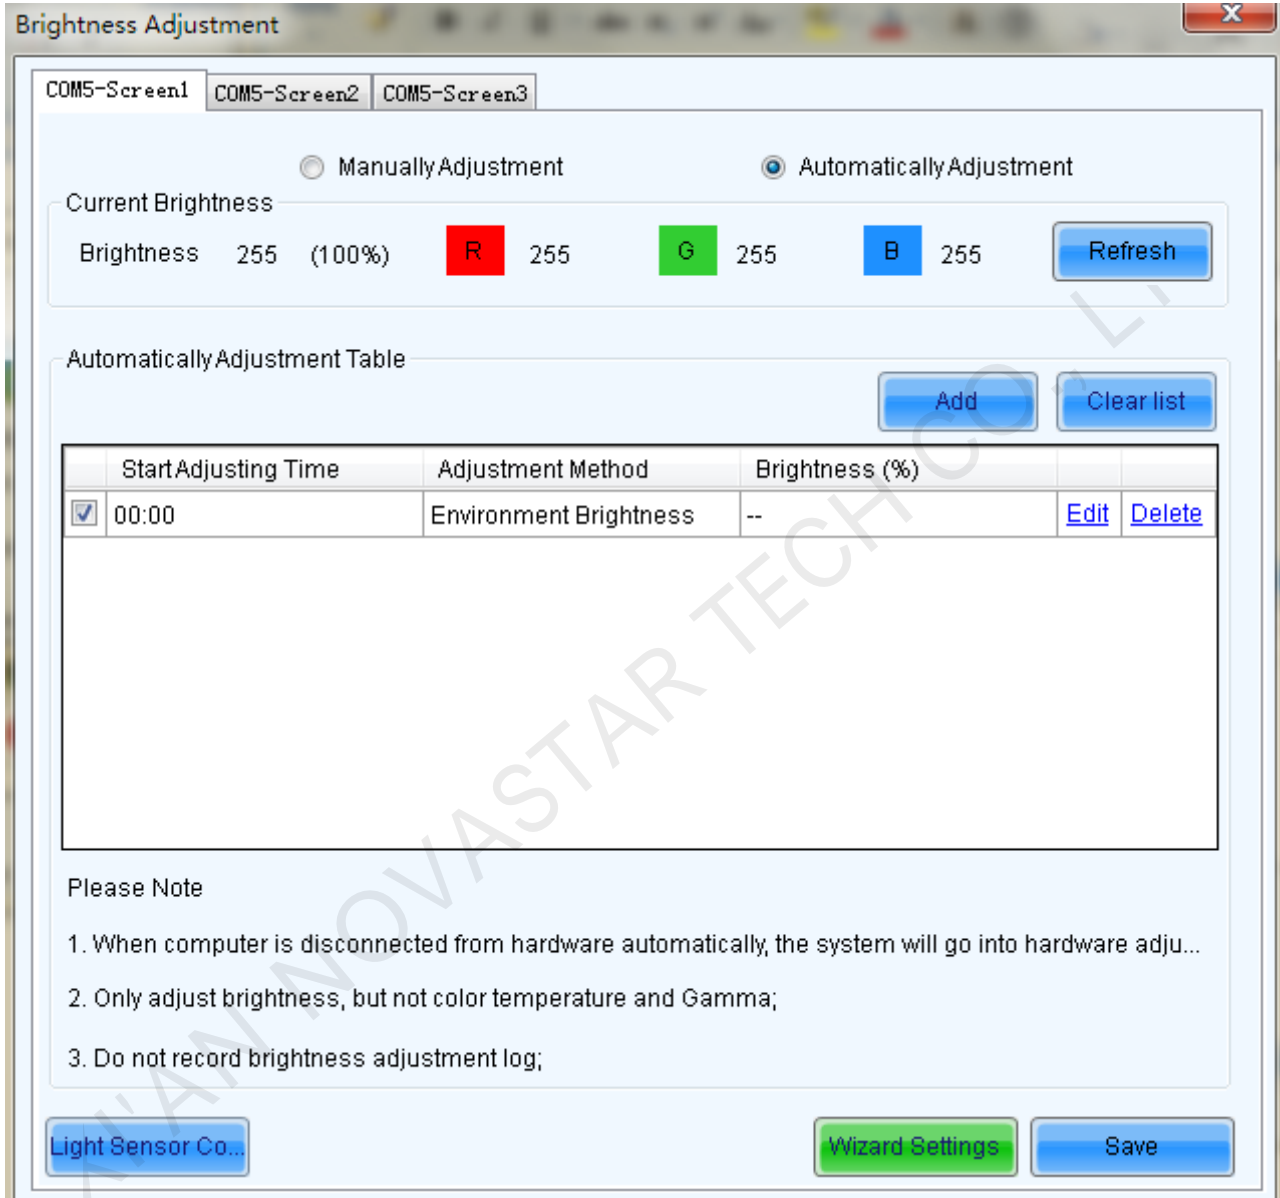 Brightness Adjustment
x
COM5-Screen1 COM5-Screen2 COM5-Screen3
Manually Adjustment Automatically Adjustment
Current Brightness
Brightness 255 (100%) R 255 G 255 B 255 Refresh
Automatically Adjustment Table
Add Clear list
Start Adjusting Time Adjustment Method Brightness (%)
00:00 Environment Brightness -- Edit Delete
Please Note
1. When computer is disconnected from hardware automatically, the system will go into hardware adju...
2. Only adjust brightness, but not color temperature and Gamma;
3. Do not record brightness adjustment log;
Light Sensor Co... Wizard Settings Save
XI'AN NOVASTAR TECH CO., LT